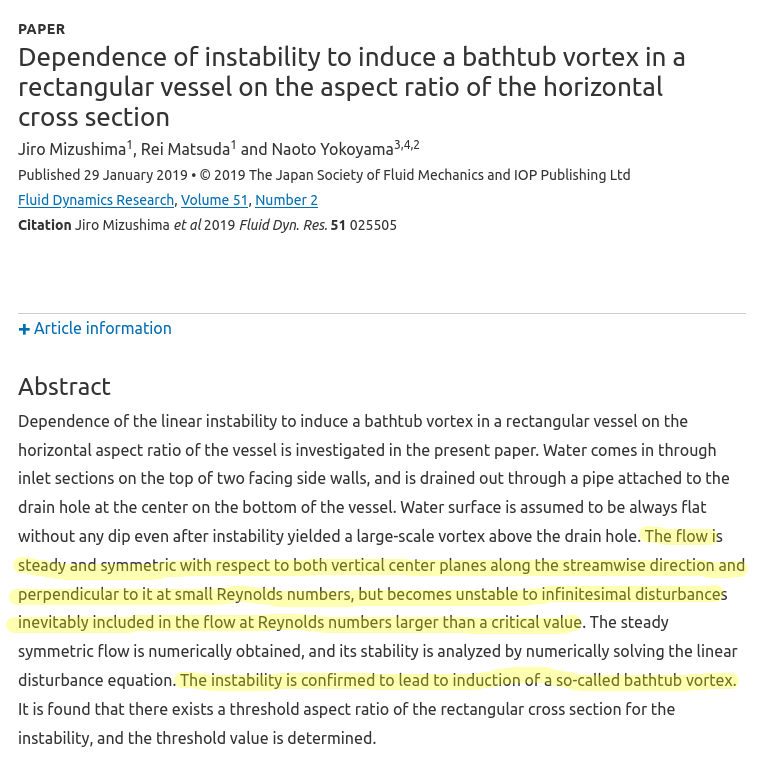 PAPER
Dependence of instability to induce a bathtub vortex in a
rectangular vessel on the aspect ratio of the horizontal
cross section
Jiro Mizushima1, Rei Matsuda1 and Naoto Yokoyama3,4,2
Published 29 January 2019 • © 2019 The Japan Society of Fluid Mechanics and IOP Publishing Ltd
Fluid Dynamics Research, Volume 51, Number 2
Citation Jiro Mizushima et al 2019 Fluid Dyn. Res. 51 025505
+ Article information
Abstract
Dependence of the linear instability to induce a bathtub vortex in a rectangular vessel on the
horizontal aspect ratio of the vessel is investigated in the present paper. Water comes in through
inlet sections on the top of two facing side walls, and is drained out through a pipe attached to the
drain hole at the center on the bottom of the vessel. Water surface is assumed to be always flat
without any dip even after instability yielded a large-scale vortex above the drain hole. The flow is
steady and symmetric with respect to both vertical center planes along the streamwise direction and
perpendicular to it at small Reynolds numbers, but becomes unstable to infinitesimal disturbances
inevitably included in the flow at Reynolds numbers larger than a critical value. The steady
symmetric flow is numerically obtained, and its stability is analyzed by numerically solving the linear
disturbance equation. The instability is confirmed to lead to induction of a so-called bathtub vortex.
It is found that there exists a threshold aspect ratio of the rectangular cross section for the
instability, and the threshold value is determined.